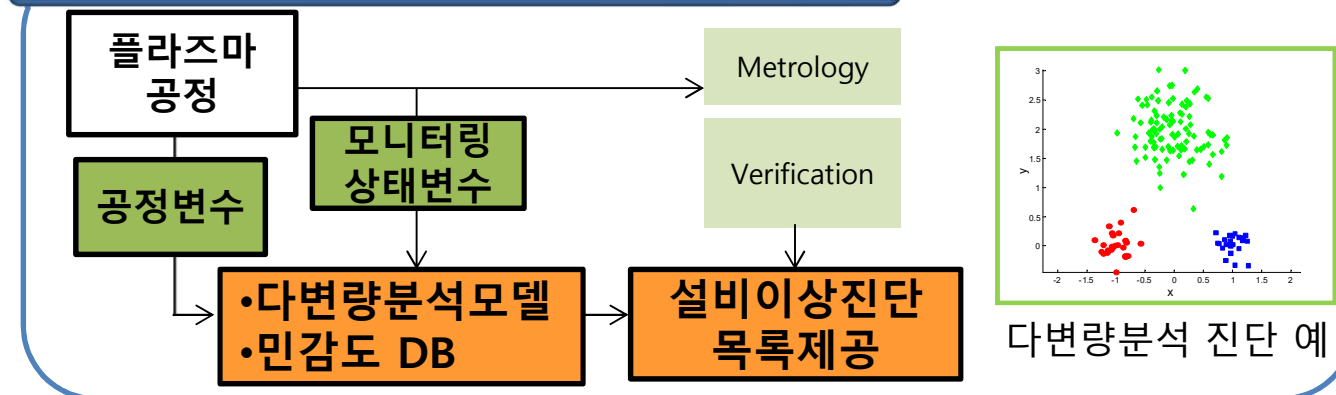 플라즈마
공정
Metrology
모니터링
상태변수
Verification
공정변수
•다변량분석모델
•민감도 DB
설비이상진단
목록제공
3
2.5
2
1.5
1
0.5
0
y
-2 -1.5 -1 -0.5 0 0.5 1 1.5 2
x
다변량분석 진단 예